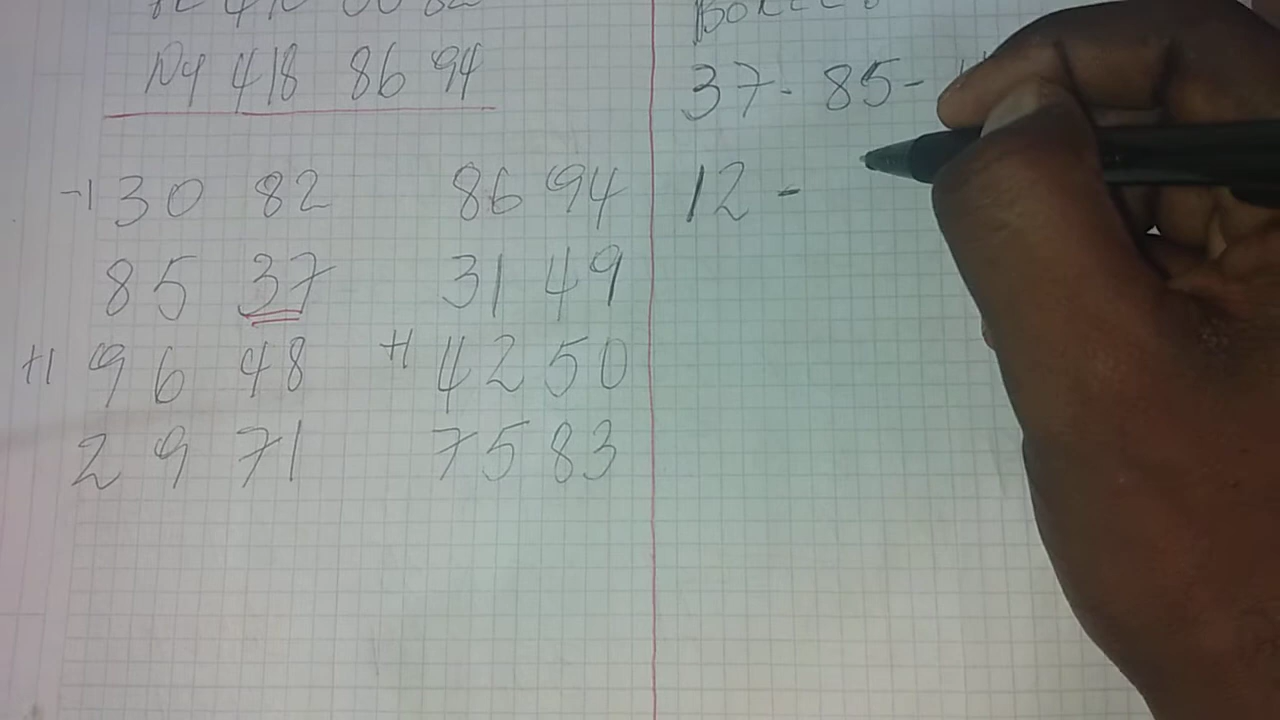 NY 418 86 94
-1 30 82 86 94
85 37 31 49
+1 96 48 +1 42 50
29 71 75 83
37- 85-
12 -